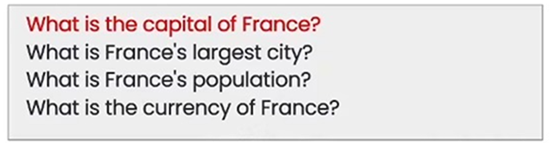 What is the capital of France?
What is France's largest city?
What is France's population?
What is the currency of France?